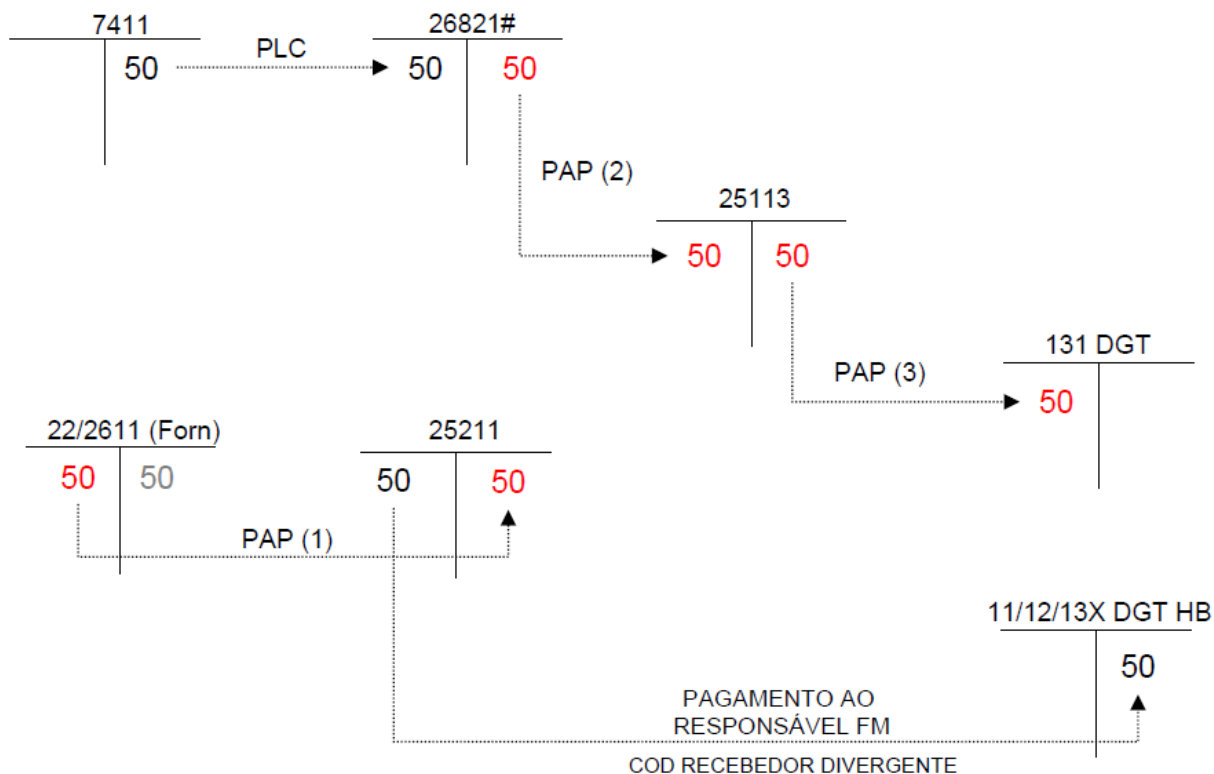 7411
26821#
50
PLC
50
50
PAP (2)
25113
50
50
131 DGT
PAP (3)
50
22/2611 (Forn)
25211
50
50
50
50
PAP (1)
11/12/13X DGT HB
50
PAGAMENTO AO
RESPONSÁVEL FM
COD RECEBEDOR DIVERGENTE